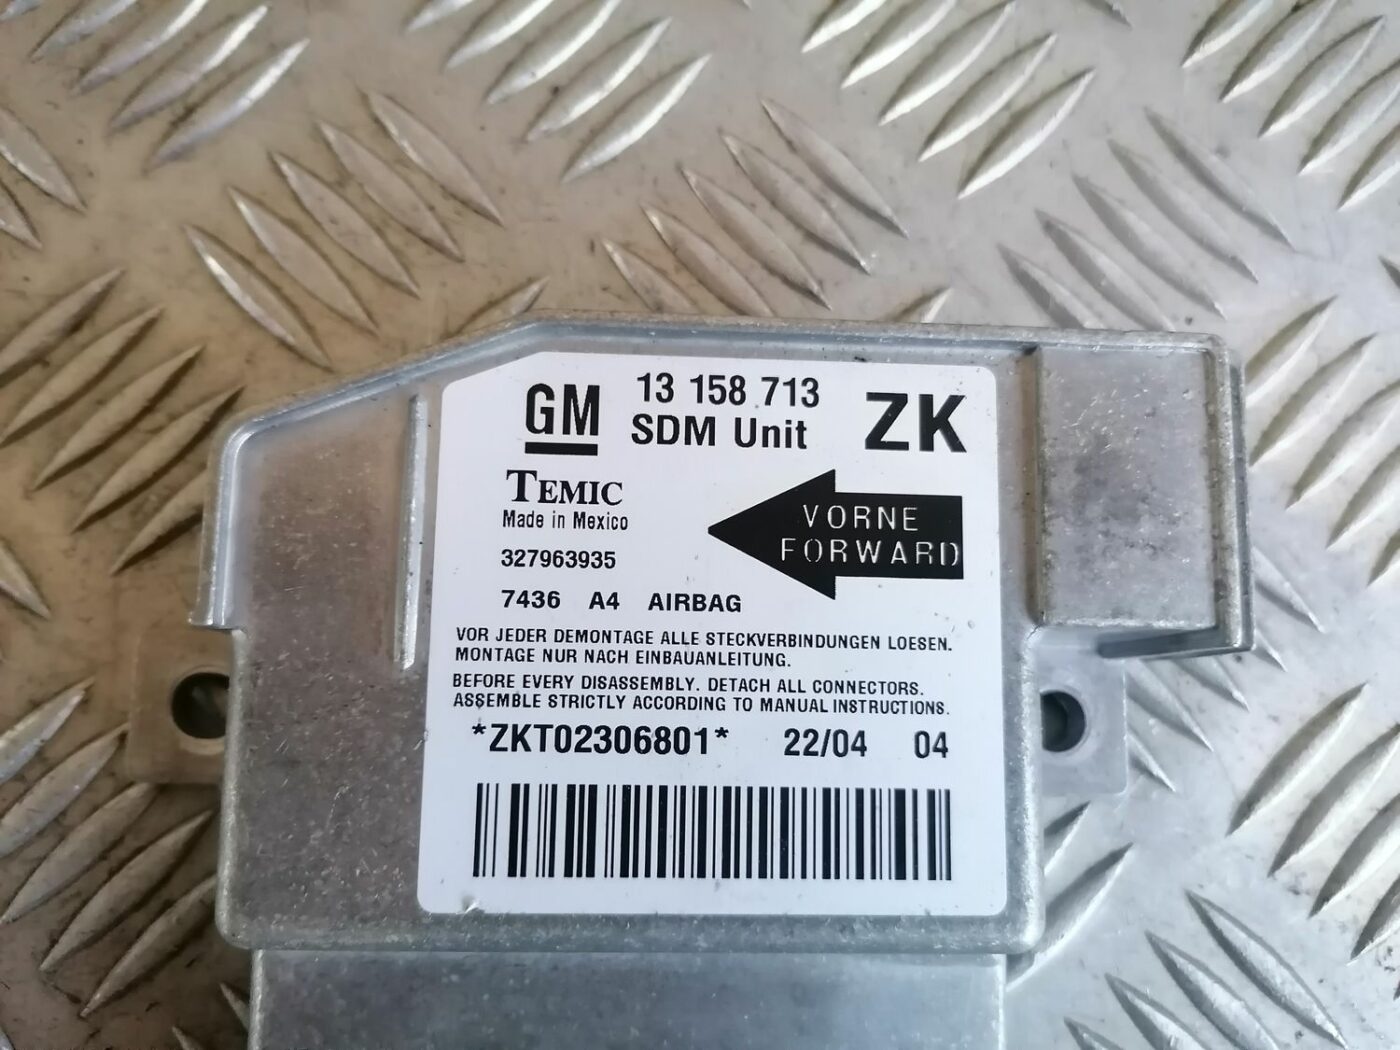 GM
13 158 713
SDM Unit
ZK
TEMIC
Made in Mexico
327963935
7436 A4 AIRBAG
VORNE
FORWARD
VOR JEDER DEMONTAGE ALLE STECKVERBINDUNGEN LOESEN.
MONTAGE NUR NACH EINBAUANLEITUNG.
BEFORE EVERY DISASSEMBLY. DETACH ALL CONNECTORS.
ASSEMBLE STRICTLY ACCORDING TO MANUAL INSTRUCTIONS.
*ZKT02306801* 22/04 04